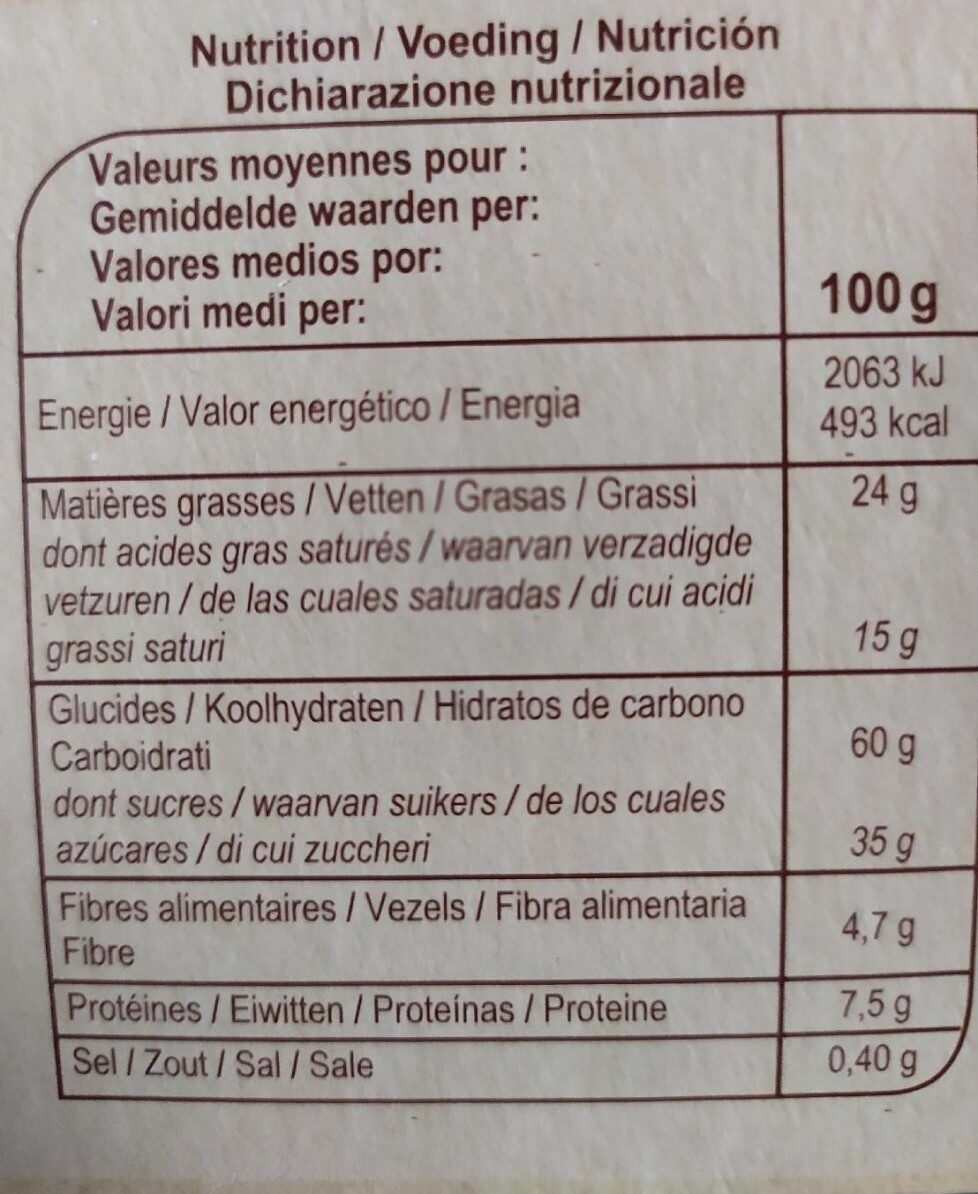 Nutrition / Voeding / Nutrición
Dichiarazione nutrizionale
Valeurs moyennes pour :
Gemiddelde waarden per:
Valores medios por:
Valori medi per:
100 g
Energie / Valor energético / Energia
2063 kJ
493 kcal
Matières grasses / Vetten / Grasas / Grassi
24 g
dont acides gras saturés / waarvan verzadigde
vetzuren / de las cuales saturadas / di cui acidi
grassi saturi
15 g
Glucides / Koolhydraten / Hidratos de carbono
Carboidrati
60 g
dont sucres / waarvan suikers / de los cuales
azúcares / di cui zuccheri
35 g
Fibres alimentaires / Vezels / Fibra alimentaria
Fibre
4,7 g
Protéines / Eiwitten / Proteínas / Proteine
7,5 g
Sel / Zout / Sal / Sale
0,40 g